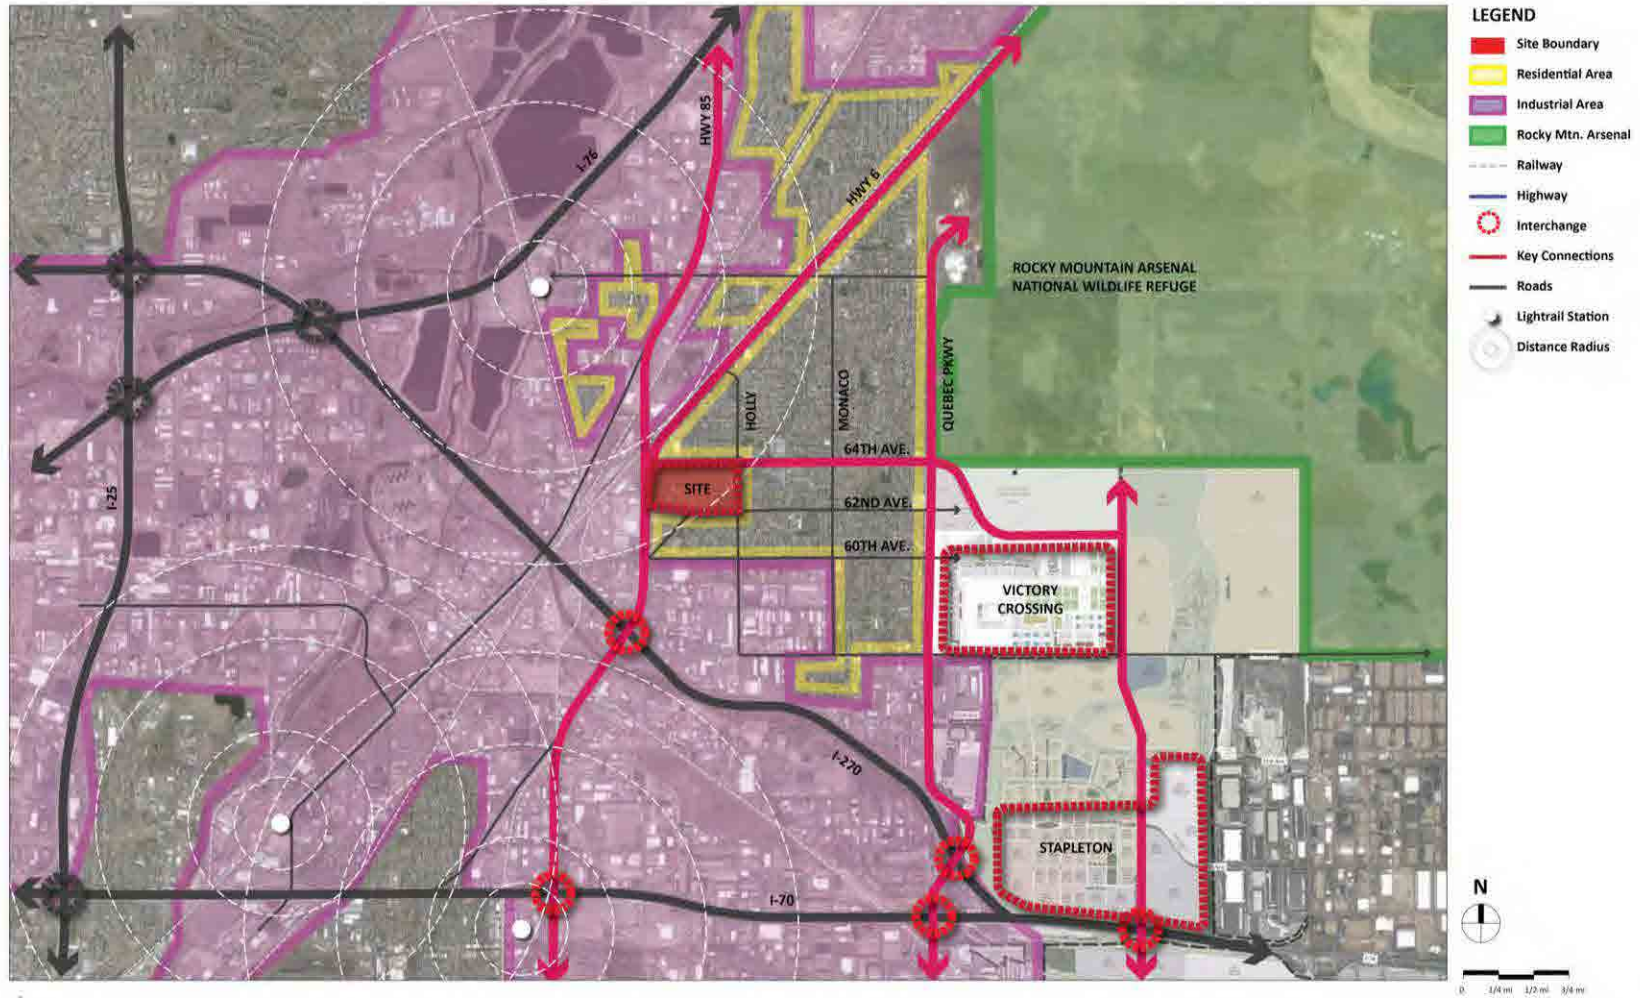 LEGEND
Site Boundary
Residential Area
Industrial Area
Rocky Mtn. Arsenal
Railway
Highway
Interchange
Key Connections
Roads
Lightrail Station
Distance Radius
HWY 85
I-76
HWY 6
ROCKY MOUNTAIN ARSENAL
NATIONAL WILDLIFE REFUGE
QUEBEC PKWY
HOLLY
MONACO
64TH AVE.
SITE
I-25
62ND AVE.
60TH AVE.
VICTORY
CROSSING
I-270
STAPLETON
I-70
N
0 1/4 mi 1/2 mi 3/4 mi